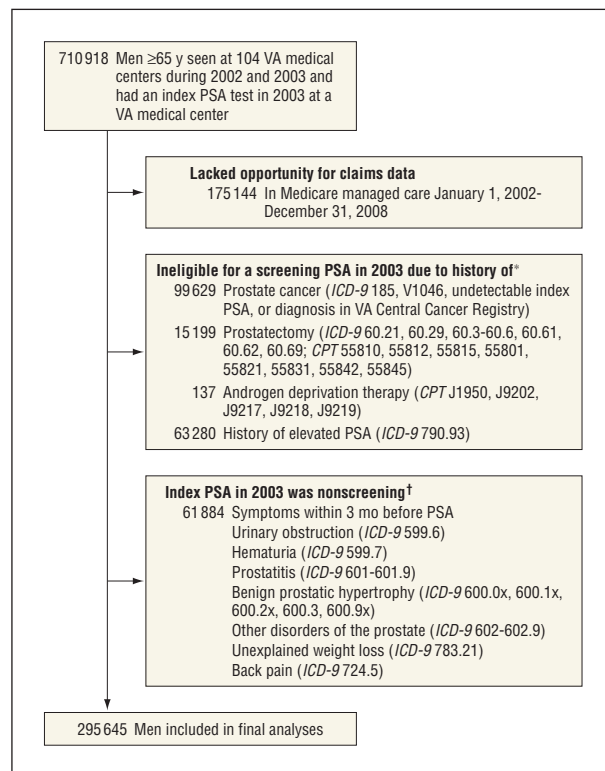 710 918 Men ≥65 y seen at 104 VA medical
centers during 2002 and 2003 and
had an index PSA test in 2003 at a
VA medical center
Lacked opportunity for claims data
175 144 In Medicare managed care January 1, 2002-
December 31, 2008
Ineligible for a screening PSA in 2003 due to history of*
99 629 Prostate cancer (ICD-9 185, V1046, undetectable index
PSA, or diagnosis in VA Central Cancer Registry)
15 199 Prostatectomy (ICD-9 60.21, 60.29, 60.3-60.6, 60.61,
60.62, 60.69; CPT 55810, 55812, 55815, 55801,
55821, 55831, 55842, 55845)
137 Androgen deprivation therapy (CPT J1950, J9202,
J9217, J9218, J9219)
63 280 History of elevated PSA (ICD-9 790.93)
Index PSA in 2003 was nonscreening†
61 884 Symptoms within 3 mo before PSA
Urinary obstruction (ICD-9 599.6)
Hematuria (ICD-9 599.7)
Prostatitis (ICD-9 601-601.9)
Benign prostatic hypertrophy (ICD-9 600.0x, 600.1x,
600.2x, 600.3, 600.9x)
Other disorders of the prostate (ICD-9 602-602.9)
Unexplained weight loss (ICD-9 783.21)
Back pain (ICD-9 724.5)
295 645 Men included in final analyses